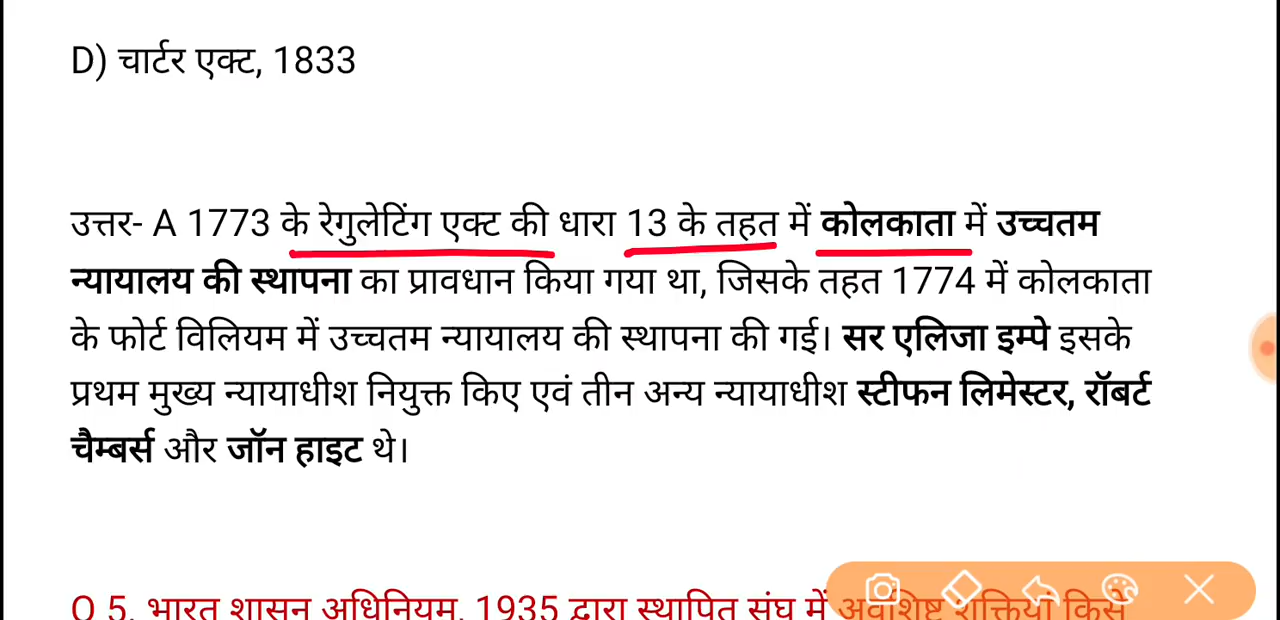 D) चार्टर एक्ट, 1833
उत्तर- A 1773 के रेगुलेटिंग एक्ट की धारा 13 के तहत में कोलकाता में उच्चतम
न्यायालय की स्थापना का प्रावधान किया गया था, जिसके तहत 1774 में कोलकाता
के फोर्ट विलियम में उच्चतम न्यायालय की स्थापना की गई। सर एलिजा इम्पे इसके
प्रथम मुख्य न्यायाधीश नियुक्त किए एवं तीन अन्य न्यायाधीश स्टीफन लिमेस्टर, रॉबर्ट
चैम्बर्स और जॉन हाइट थे।
Q 5. भारत शासन अधिनियम, 1935 द्वारा स्थापित संघ में अवशिष्ट शक्तियां किसे